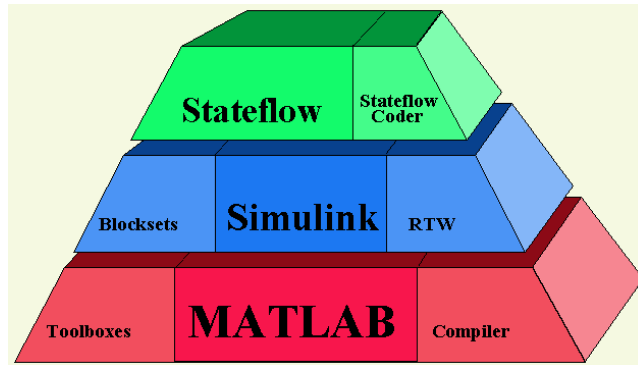 Stateflow
Stateflow
Coder
Blocksets
Simulink
RTW
Toolboxes
MATLAB
Compiler